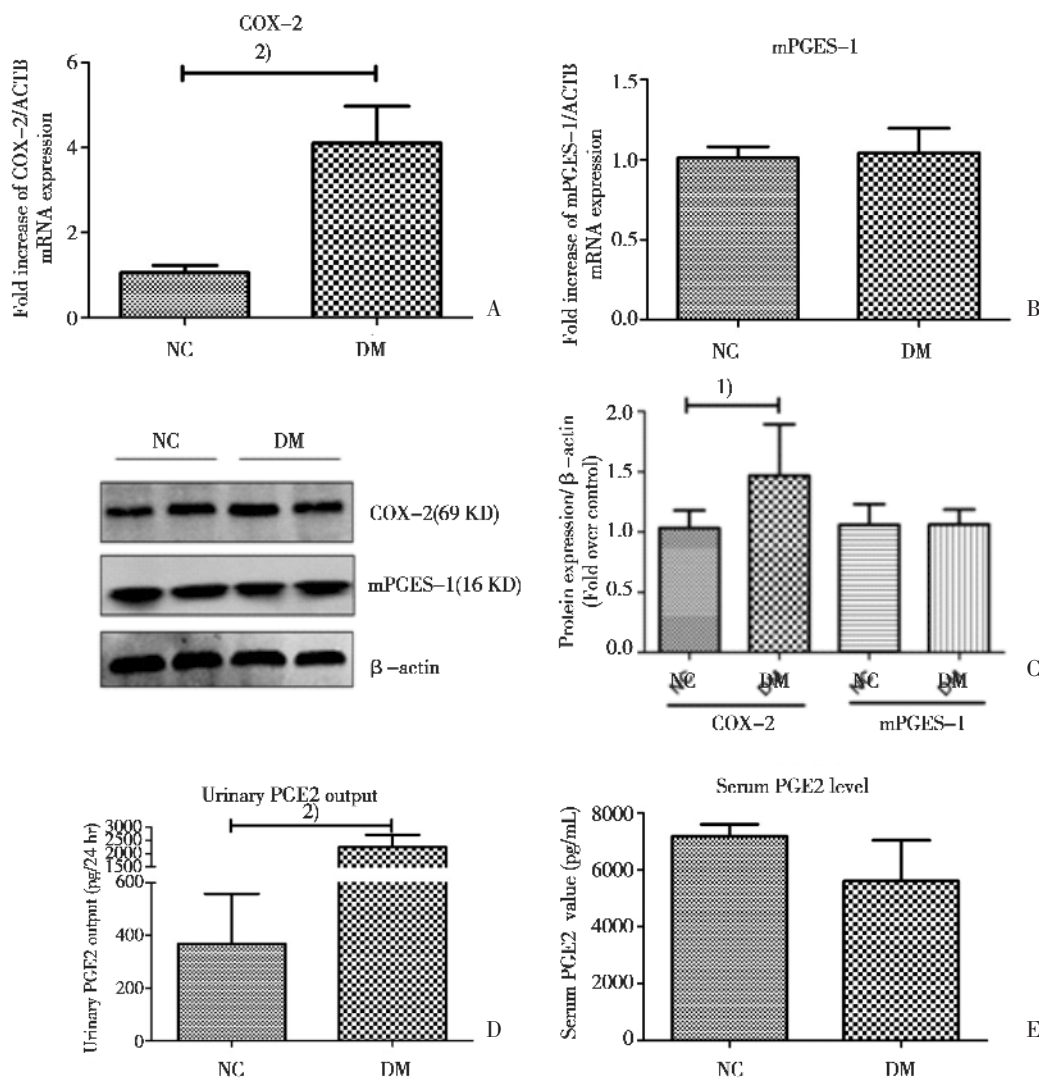 COX-2
2)
Fold increase of COX-2/ACTB
mRNA expression
6
4
2
0
NC
DM
A
mPGES-1
Fold increase of mPGES-1/ACTB
mRNA expression
1.5
1.0
0.5
0.0
NC
DM
B
NC
DM
COX-2(69 KD)
mPGES-1(16 KD)
β-actin
1)
Protein expression/β-actin
(Fold over control)
2.0
1.5
1.0
0.5
0.0
NC
DM
NC
DM
COX-2
mPGES-1
C
Urinary PGE2 output
2)
Urinary PGE2 output (pg/24 hr)
3000
2500
2000
1500
600
400
200
0
NC
DM
D
Serum PGE2 level
Serum PGE2 value (pg/mL)
8000
6000
4000
2000
0
NC
DM
E